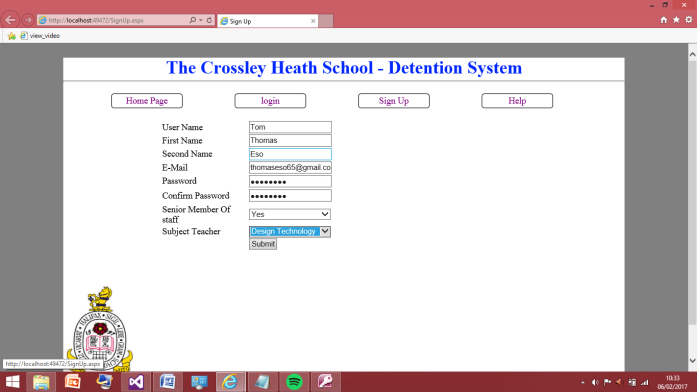 http://localhost:49472/SignUp.aspx
Sign Up
view_video
The Crossley Heath School - Detention System
Home Page login Sign Up Help
User Name Tom
First Name Thomas
Second Name Eso
E-Mail thomaseso65@gmail.co
Password ••••••••
Confirm Password ••••••••
Senior Member Of
staff Yes
Subject Teacher Design Technology
Submit
http://localhost:49472/SignUp.aspx
10:33
06/02/2017